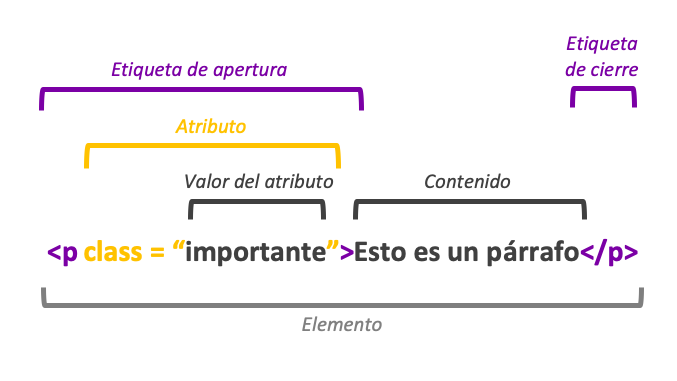 Etiqueta de apertura
Etiqueta
de cierre
Atributo
Valor del atributo
Contenido
<p class = “importante”>Esto es un párrafo</p>
Elemento